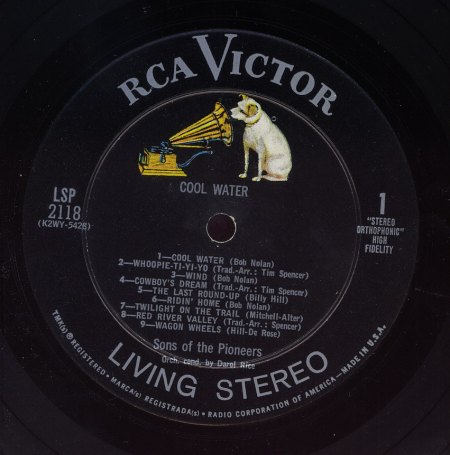 RCA VICTOR
COOL WATER
LSP
2118
(K2WY-5426)
1
"STEREO
ORTHOPHONIC"
HIGH
FIDELITY
1—COOL WATER (Bob Nolan)
2—WHOOPIE-TI-YI-YO (Trad.-Arr.: Tim Spencer)
3—WIND (Bob Nolan)
4—COWBOY'S DREAM (Trad.-Arr.: Tim Spencer)
5—THE LAST ROUND-UP (Billy Hill)
6—RIDIN' HOME (Bob Nolan)
7—TWILIGHT ON THE TRAIL (Mitchell-Alter)
8—RED RIVER VALLEY (Trad.-Arr.: Tim Spencer)
9—WAGON WHEELS (Hill-De Rose)
Sons of the Pioneers
Orch. cond. by Darol Rice
LIVING STEREO
TMK(s) ® REGISTERED • MARCA(s) REGISTRADA(s) • RADIO CORPORATION OF AMERICA—MADE IN U.S.A.